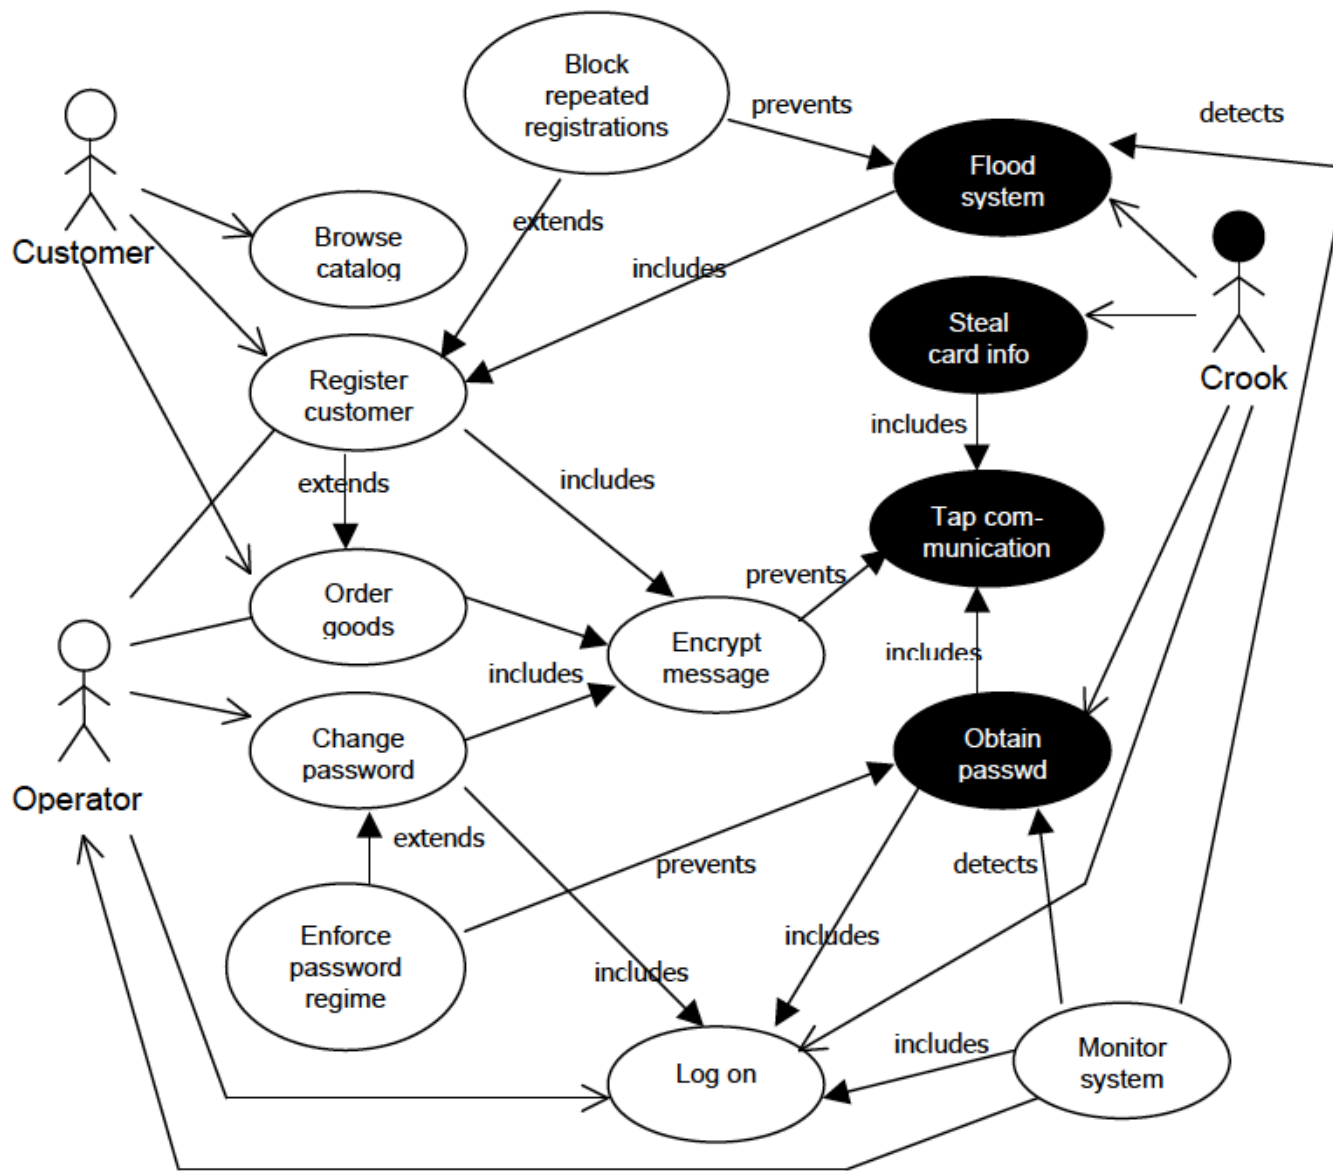 Block
repeated
registrations
prevents
detects
Flood
system
Customer
Browse
catalog
extends
includes
Steal
card info
Crook
Register
customer
includes
extends
includes
Tap com-
munication
prevents
Order
goods
Encrypt
message
includes
includes
Change
password
Obtain
passwd
Operator
extends
prevents
detects
Enforce
password
regime
includes
includes
includes
Log on
Monitor
system